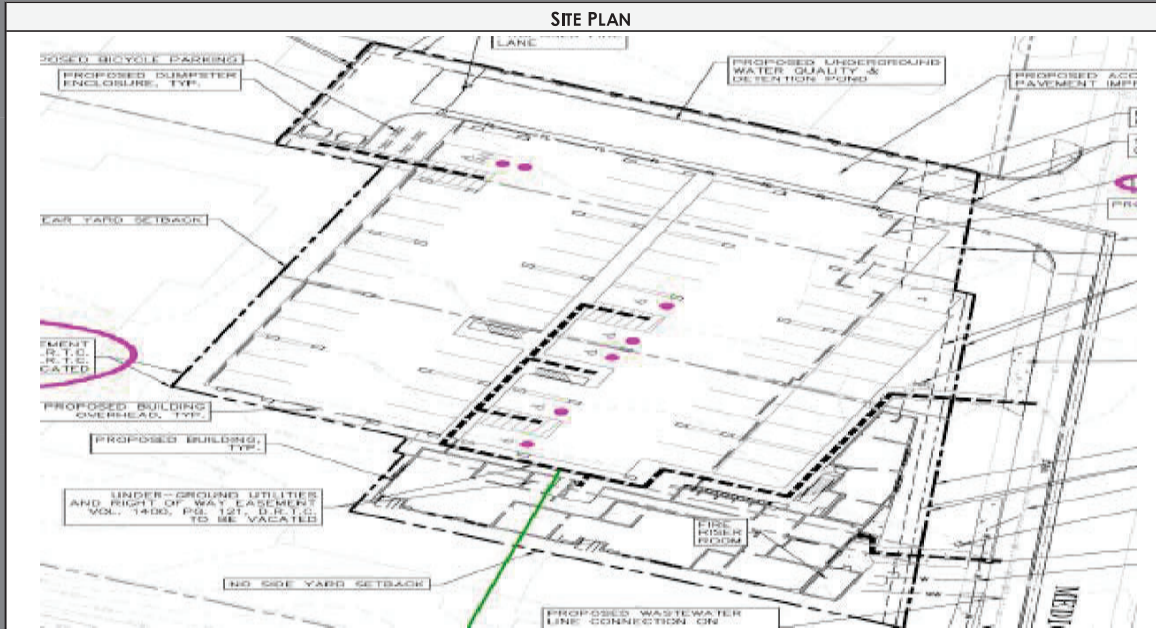 SITE PLAN
POSED BICYCLE PARKING
PROPOSED DUMPSTER
ENCLOSURE, TYP.
LANE
PROPOSED UNDERGROUND
WATER QUALITY &
DETENTION POND
PROPOSED ACC
PAVEMENT IMPR
EAR YARD SETBACK
PRO
EMENT
.R.T.C.
.R.T.C.
CATED
PROPOSED BUILDING
OVERHEAD, TYP.
PROPOSED BUILDING,
TYP.
UNDER-GROUND UTILITIES
AND RIGHT OF WAY EASEMENT
VOL. 1400, PG. 121, D.R.T.C.
TO BE VACATED
FIRE
RISER
ROOM
NO SIDE YARD SETBACK
PROPOSED WASTEWATER
LINE CONNECTION ON
MEDI